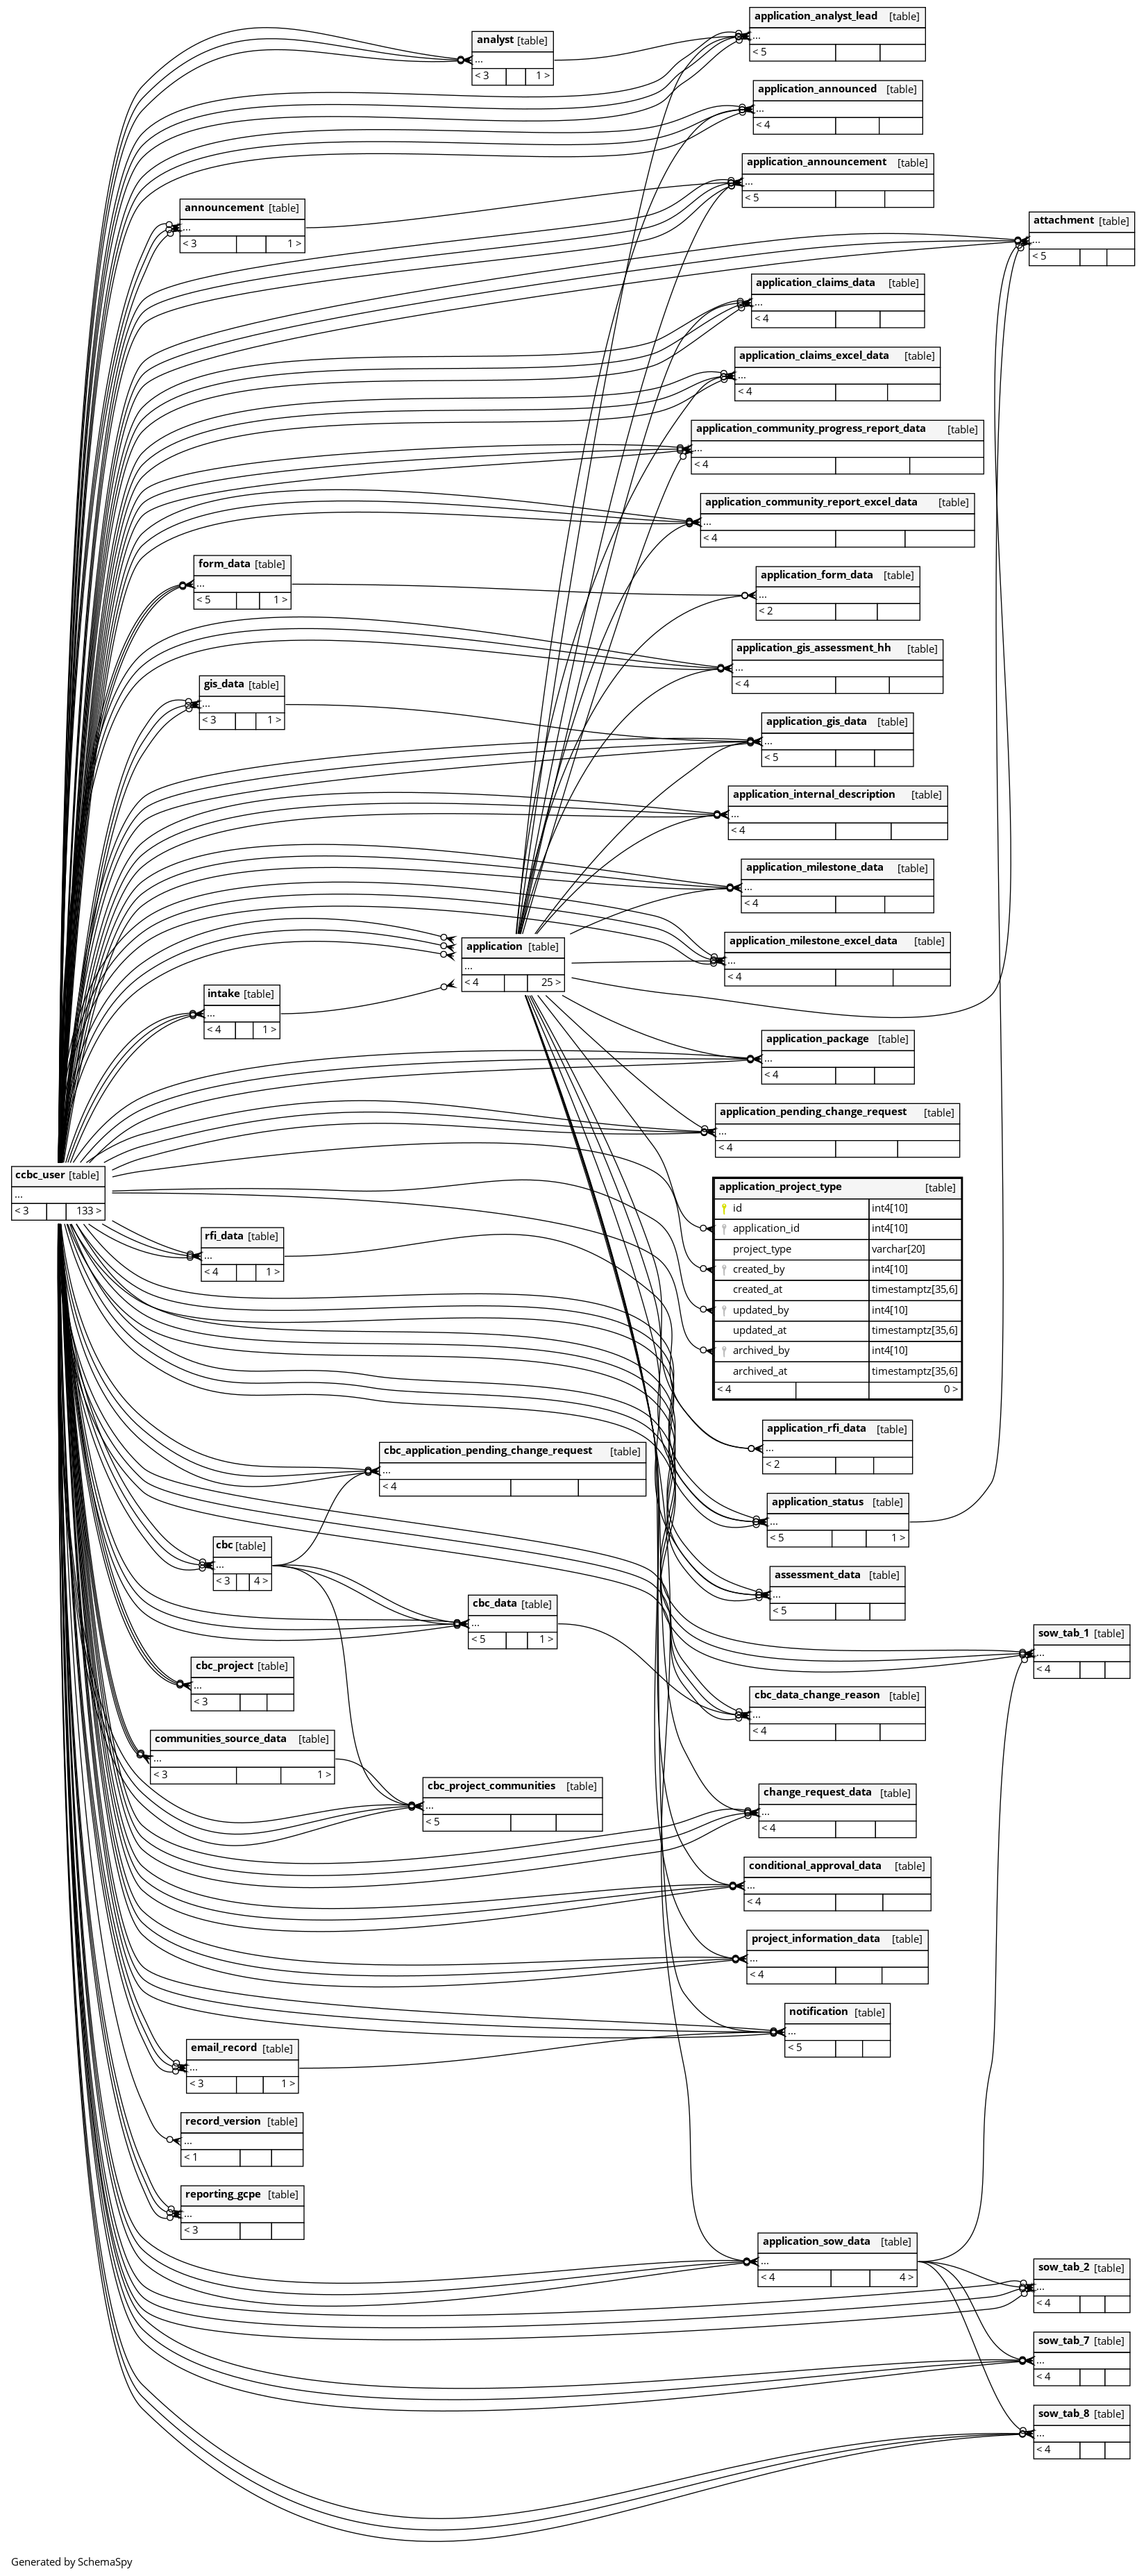 application_analyst_lead [table]
...
< 5
analyst [table]
...
< 3 1 >
application_announced [table]
...
< 4
application_announcement [table]
...
< 5
announcement [table]
...
< 3 1 >
attachment [table]
...
< 5
application_claims_data [table]
...
< 4
application_claims_excel_data [table]
...
< 4
application_community_progress_report_data [table]
...
< 4
application_community_report_excel_data [table]
...
< 4
form_data [table]
...
< 5 1 >
application_form_data [table]
...
< 2
application_gis_assessment_hh [table]
...
< 4
gis_data [table]
...
< 3 1 >
application_gis_data [table]
...
< 5
application_internal_description [table]
...
< 4
application_milestone_data [table]
...
< 4
application_milestone_excel_data [table]
...
< 4
application [table]
...
< 4 25 >
intake [table]
...
< 4 1 >
application_package [table]
...
< 4
application_pending_change_request [table]
...
< 4
ccbc_user [table]
...
< 3 133 >
application_project_type [table]
id int4[10]
application_id int4[10]
project_type varchar[20]
created_by int4[10]
created_at timestamptz[35,6]
updated_by int4[10]
updated_at timestamptz[35,6]
archived_by int4[10]
archived_at timestamptz[35,6]
< 4 0 >
rfi_data [table]
...
< 4 1 >
application_rfi_data [table]
...
< 2
cbc_application_pending_change_request [table]
...
< 4
application_status [table]
...
< 5 1 >
cbc [table]
...
< 3 4 >
assessment_data [table]
...
< 5
cbc_data [table]
...
< 5 1 >
sow_tab_1 [table]
...
< 4
cbc_project [table]
...
< 3
cbc_data_change_reason [table]
...
< 4
communities_source_data [table]
...
< 3 1 >
cbc_project_communities [table]
...
< 5
change_request_data [table]
...
< 4
conditional_approval_data [table]
...
< 4
project_information_data [table]
...
< 4
notification [table]
...
< 5
email_record [table]
...
< 3 1 >
record_version [table]
...
< 1
reporting_gcpe [table]
...
< 3
application_sow_data [table]
...
< 4 4 >
sow_tab_2 [table]
...
< 4
sow_tab_7 [table]
...
< 4
sow_tab_8 [table]
...
< 4
Generated by SchemaSpy